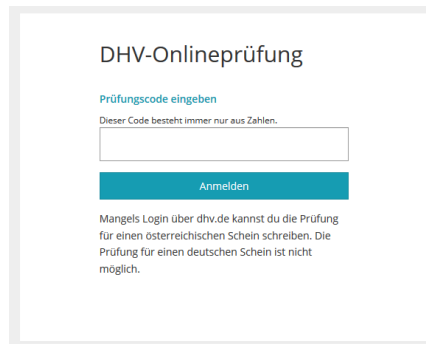 DHV-Onlineprüfung
Prüfungscode eingeben
Dieser Code besteht immer nur aus Zahlen.
Anmelden
Mangels Login über dhv.de kannst du die Prüfung
für einen österreichischen Schein schreiben. Die
Prüfung für einen deutschen Schein ist nicht
möglich.